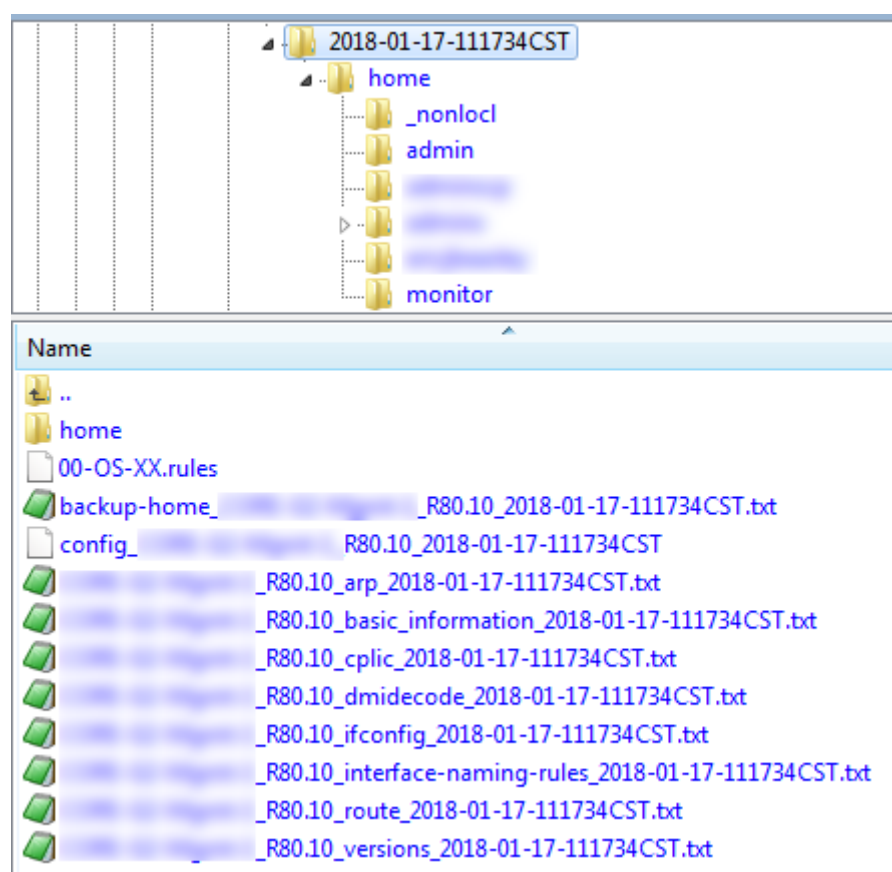 2018-01-17-111734CST
home
_nonlocl
admin
monitor
Name
..
home
00-OS-XX.rules
backup-home_ _R80.10_2018-01-17-111734CST.txt
config_ _R80.10_2018-01-17-111734CST
_R80.10_arp_2018-01-17-111734CST.txt
_R80.10_basic_information_2018-01-17-111734CST.txt
_R80.10_cplic_2018-01-17-111734CST.txt
_R80.10_dmidecode_2018-01-17-111734CST.txt
_R80.10_ifconfig_2018-01-17-111734CST.txt
_R80.10_interface-naming-rules_2018-01-17-111734CST.txt
_R80.10_route_2018-01-17-111734CST.txt
_R80.10_versions_2018-01-17-111734CST.txt